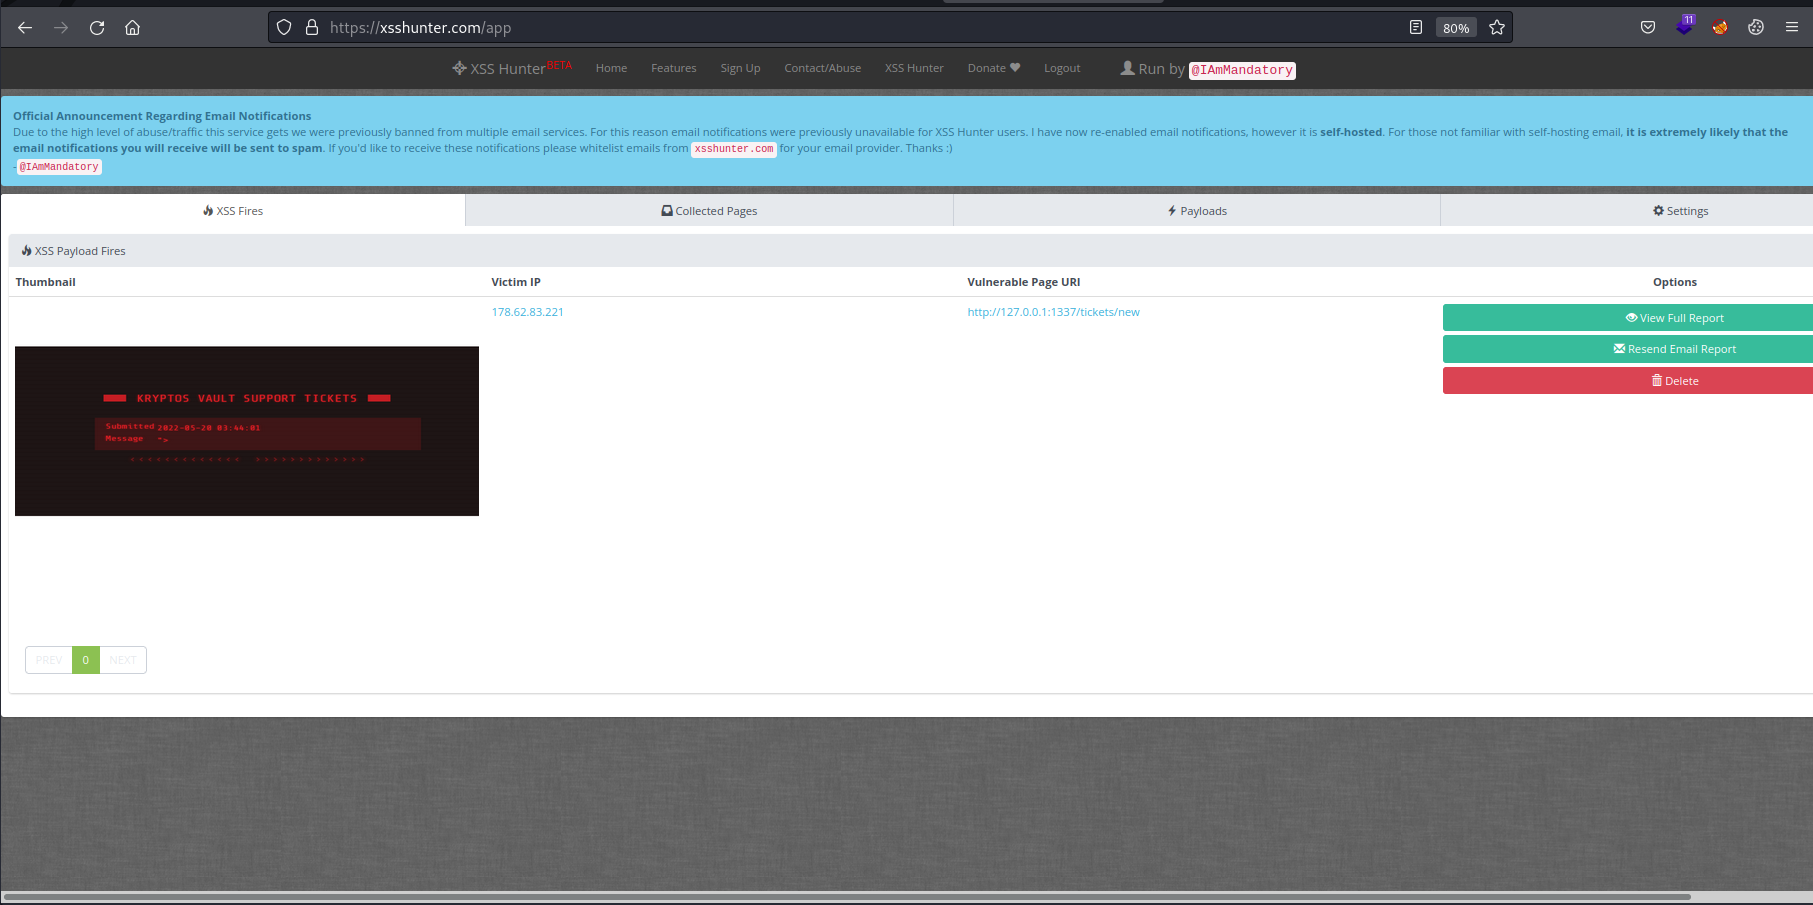 https://xsshunter.com/app
80%
11
XSS HunterBETA Home Features Sign Up Contact/Abuse XSS Hunter Donate Logout Run by @IAmMandatory
Official Announcement Regarding Email Notifications
Due to the high level of abuse/traffic this service gets we were previously banned from multiple email services. For this reason email notifications were previously unavailable for XSS Hunter users. I have now re-enabled email notifications, however it is self-hosted. For those not familiar with self-hosting email, it is extremely likely that the
email notifications you will receive will be sent to spam. If you'd like to receive these notifications please whitelist emails from xsshunter.com for your email provider. Thanks :)
- @IAmMandatory
XSS Fires Collected Pages Payloads Settings
XSS Payload Fires
Thumbnail Victim IP Vulnerable Page URI Options
178.62.83.221 http://127.0.0.1:1337/tickets/new View Full Report
Resend Email Report
Delete
KRYPTOS VAULT SUPPORT TICKETS
Submitted 2022-05-20 03:44:01
Message ">
< < < < < < < < < < < < < > > > > > > > > > > > > >
PREV 0 NEXT